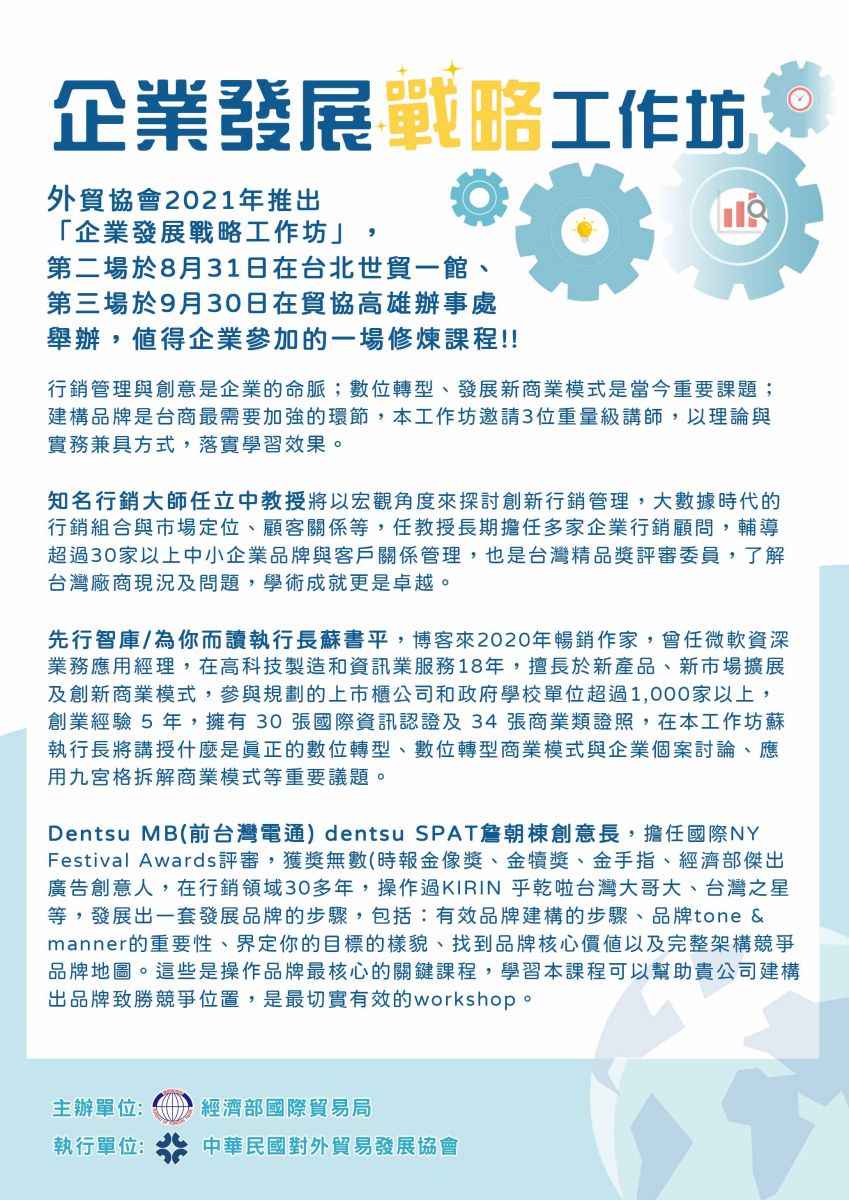 企業發展戰略工作坊
外貿協會2021年推出
「企業發展戰略工作坊」，
第二場於8月31日在台北世貿一館、
第三場於9月30日在貿協高雄辦事處
舉辦，值得企業參加的一場修煉課程!!
行銷管理與創意是企業的命脈；數位轉型、發展新商業模式是當今重要課題；
建構品牌是台商最需要加強的環節，本工作坊邀請3位重量級講師，以理論與
實務兼具方式，落實學習效果。
知名行銷大師任立中教授將以宏觀角度來探討創新行銷管理，大數據時代的
行銷組合與市場定位、顧客關係等，任教授長期擔任多家企業行銷顧問，輔導
超過30家以上中小企業品牌與客戶關係管理，也是台灣精品獎評審委員，了解
台灣廠商現況及問題，學術成就更是卓越。
先行智庫/為你而讀執行長蘇書平，博客來2020年暢銷作家，曾任微軟資深
業務應用經理，在高科技製造和資訊業服務18年，擅長於新產品、新市場擴展
及創新商業模式，參與規劃的上市櫃公司和政府學校單位超過1,000家以上，
創業經驗 5 年，擁有 30 張國際資訊認證及 34 張商業類證照，在本工作坊蘇
執行長將講授什麼是真正的數位轉型、數位轉型商業模式與企業個案討論、應
用九宮格拆解商業模式等重要議題。
Dentsu MB(前台灣電通) dentsu SPAT詹朝棟創意長，擔任國際NY
Festival Awards評審，獲獎無數(時報金像獎、金犢獎、金手指、經濟部傑出
廣告創意人，在行銷領域30多年，操作過KIRIN 乎乾啦台灣大哥大、台灣之星
等，發展出一套發展品牌的步驟，包括：有效品牌建構的步驟、品牌tone &
manner的重要性、界定你的目標的樣貌、找到品牌核心價值以及完整架構競爭
品牌地圖。這些是操作品牌最核心的關鍵課程，學習本課程可以幫助貴公司建構
出品牌致勝競爭位置，是最切實有效的workshop。
主辦單位: 經濟部國際貿易局
執行單位: 中華民國對外貿易發展協會